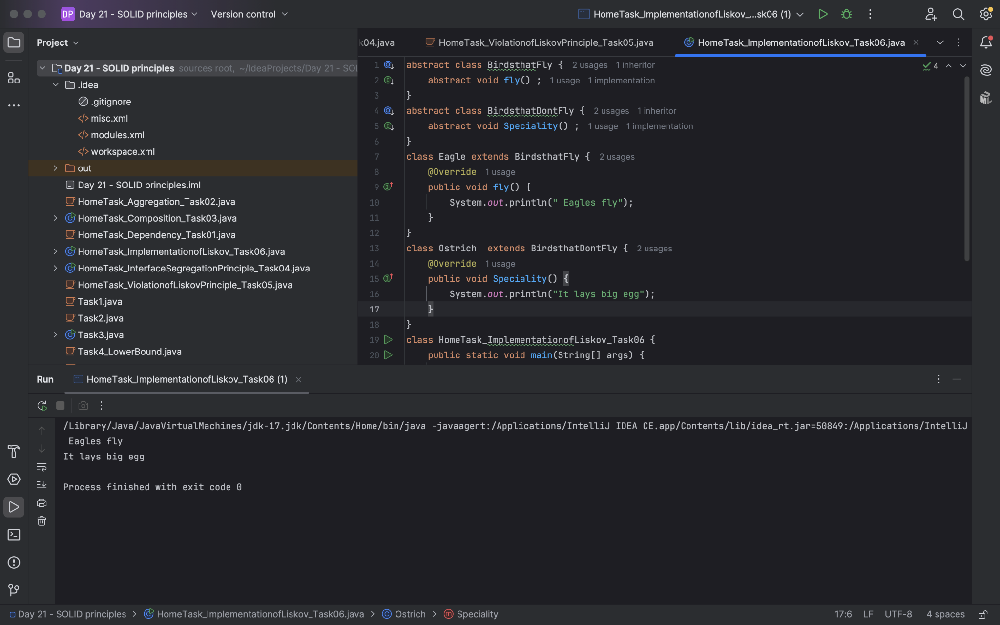 DP Day 21 - SOLID principles Version control HomeTask_ImplementationofLiskov_...sk06 (1)
Project
k04.java HomeTask_ViolationofLiskovPrinciple_Task05.java HomeTask_ImplementationofLiskov_Task06.java
Day 21 - SOLID principles sources root, ~/IdeaProjects/Day 21 - SOL
.idea
.gitignore
misc.xml
modules.xml
workspace.xml
out
Day 21 - SOLID principles.iml
HomeTask_Aggregation_Task02.java
HomeTask_Composition_Task03.java
HomeTask_Dependency_Task01.java
HomeTask_ImplementationofLiskov_Task06.java
HomeTask_InterfaceSegregationPrinciple_Task04.java
HomeTask_ViolationofLiskovPrinciple_Task05.java
Task1.java
Task2.java
Task3.java
Task4_LowerBound.java
4
1 abstract class BirdsthatFly { 2 usages 1 inheritor
2 abstract void fly() ; 1 usage 1 implementation
3 }
4 abstract class BirdsthatDontFly { 2 usages 1 inheritor
5 abstract void Speciality() ; 1 usage 1 implementation
6 }
7 class Eagle extends BirdsthatFly { 2 usages
8 @Override 1 usage
9 public void fly() {
10 System.out.println(" Eagles fly");
11 }
12 }
13 class Ostrich  extends BirdsthatDontFly { 2 usages
14 @Override 1 usage
15 public void Speciality() {
16 System.out.println("It lays big egg");
17 }
18 }
19 class HomeTask_ImplementationofLiskov_Task06 {
20 public static void main(String[] args) {
Run HomeTask_ImplementationofLiskov_Task06 (1)
/Library/Java/JavaVirtualMachines/jdk-17.jdk/Contents/Home/bin/java -javaagent:/Applications/IntelliJ IDEA CE.app/Contents/lib/idea_rt.jar=50849:/Applications/IntelliJ
Eagles fly
It lays big egg
Process finished with exit code 0
Day 21 - SOLID principles > HomeTask_ImplementationofLiskov_Task06.java > Ostrich > Speciality 17:6 LF UTF-8 4 spaces